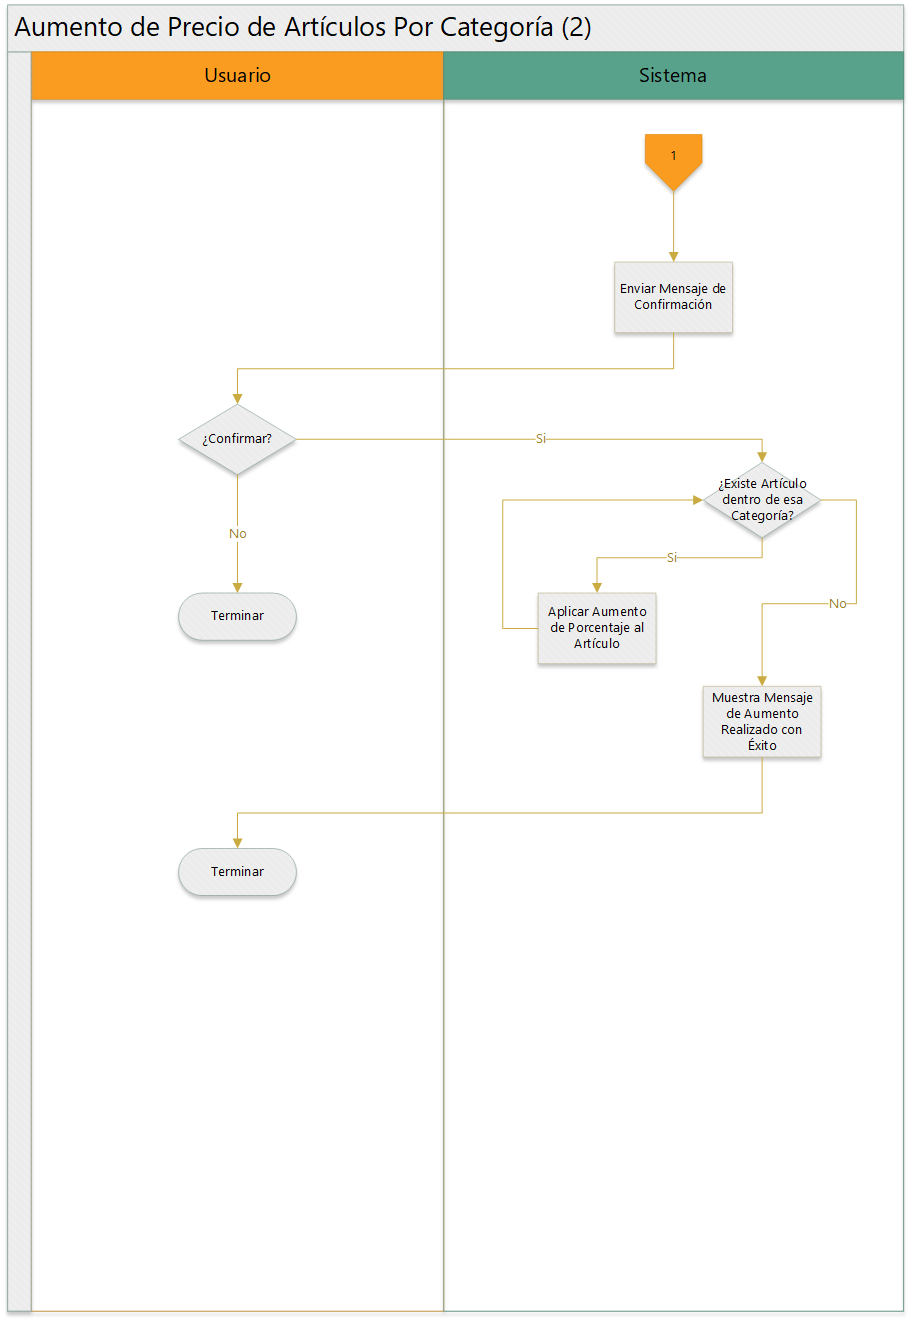 Aumento de Precio de Artículos Por Categoría (2)
Usuario
Sistema
1
Enviar Mensaje de
Confirmación
¿Confirmar?
Si
¿Existe Artículo
dentro de esa
Categoría?
No
Si
Terminar
Aplicar Aumento
de Porcentaje al
Artículo
No
Muestra Mensaje
de Aumento
Realizado con
Éxito
Terminar